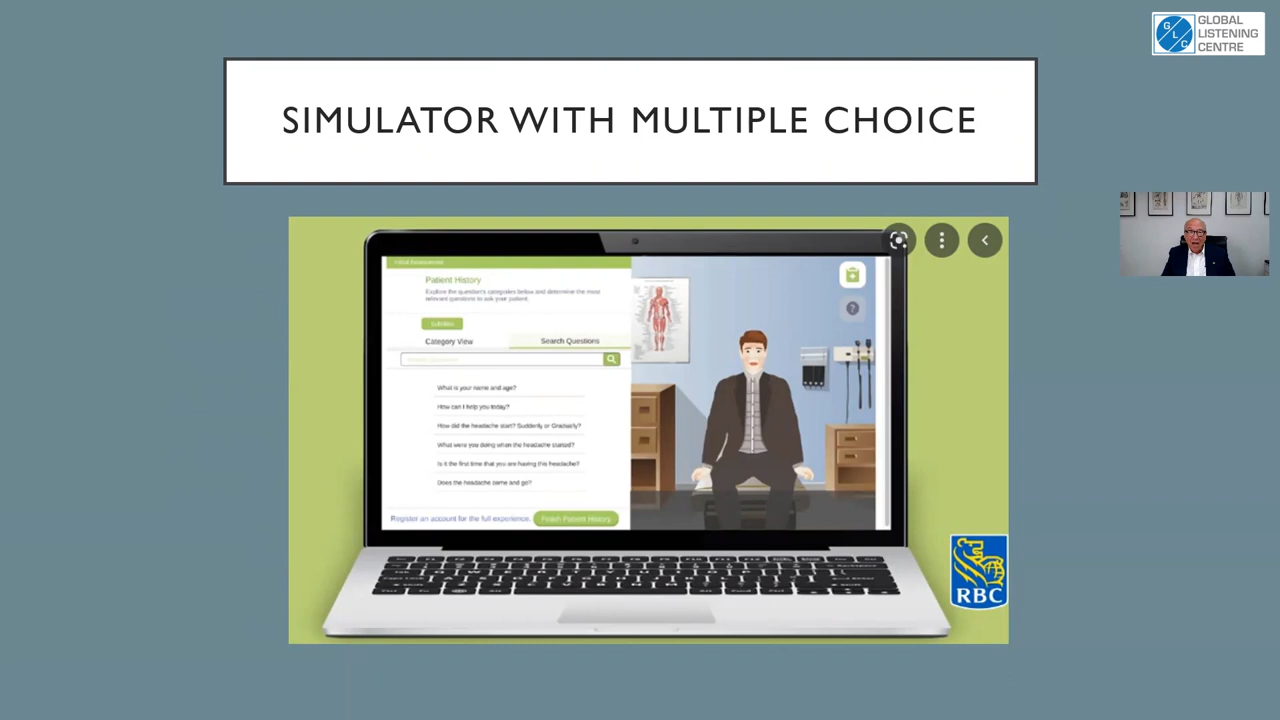 GLOBAL
LISTENING
CENTRE
G
L
C
SIMULATOR WITH MULTIPLE CHOICE
Patient History
Explore the question's categories below and determine the most
relevant questions to ask your patient.
Category View
Search Questions
What is your name and age?
How can I help you today?
How did the headache start? Suddenly or Gradually?
What were you doing when the headache started?
Is it the first time that you are having this headache?
Does the headache come and go?
Register an account for the full experience.
Finish Patient History
?
RBC